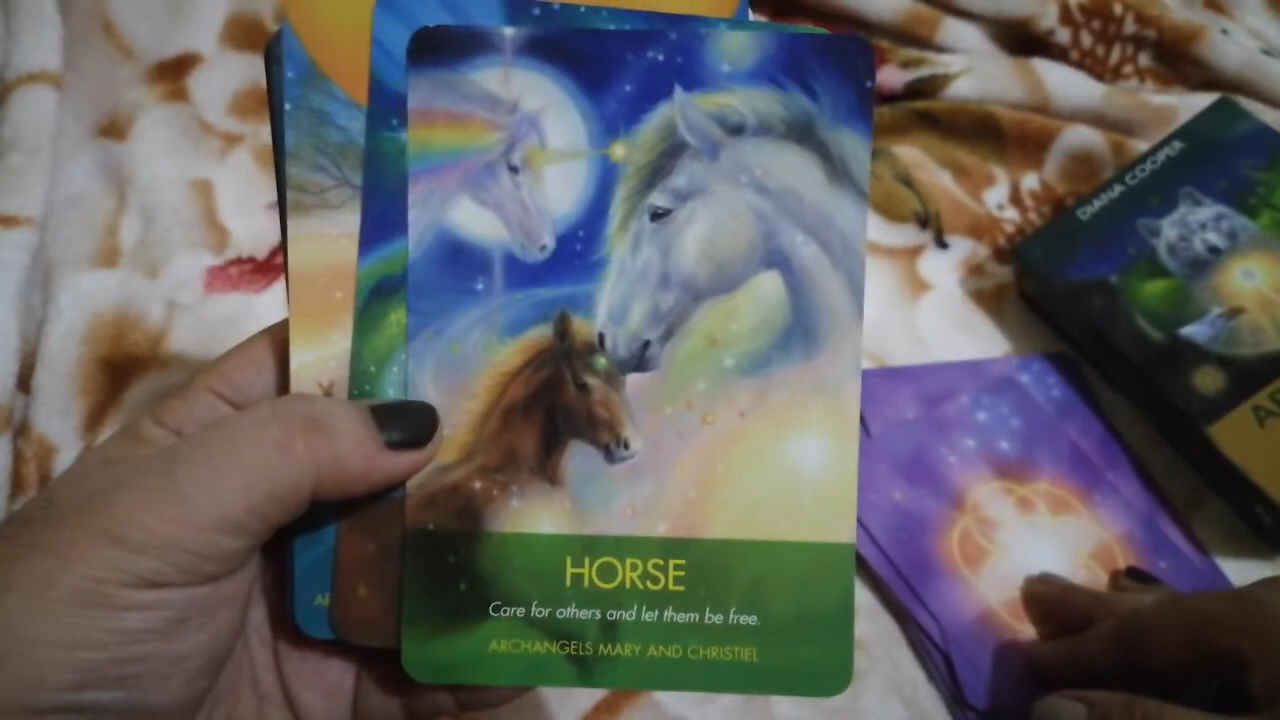 HORSE
Care for others and let them be free.
ARCHANGELS MARY AND CHRISTIEL
DIANA COOPER